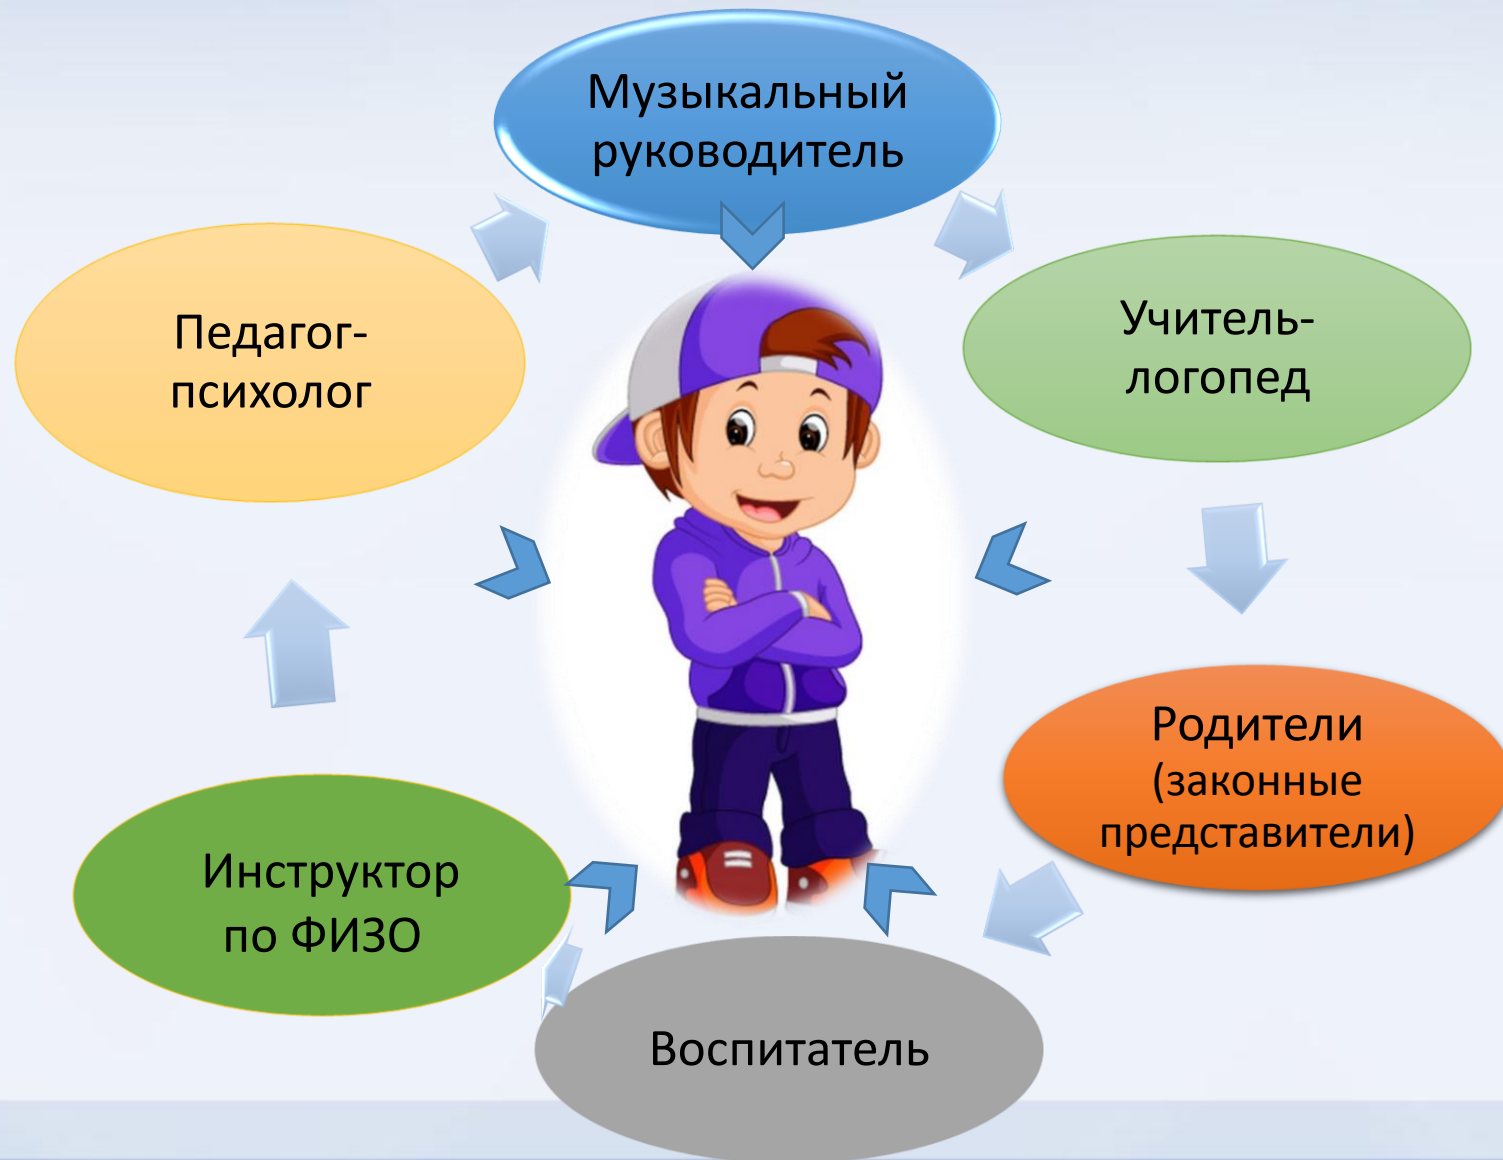 Музыкальный
руководитель
Педагог-
психолог
Учитель-
логопед
Родители
(законные
представители)
Инструктор
по ФИЗО
Воспитатель